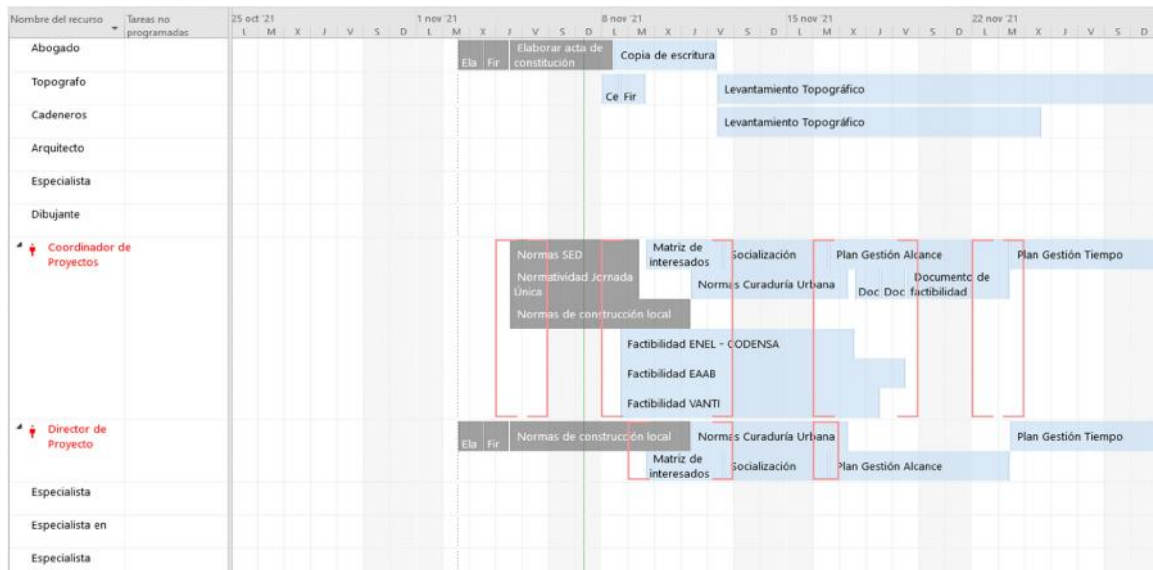 Nombre del recurso Tareas no programadas 25 oct '21 1 nov '21 8 nov '21 15 nov '21 22 nov '21
L M X J V S D L M X J V S D L M X J V S D L M X J V S D L M X J V S D
Abogado Ela Fir Elaborar acta de constitución Copia de escritura
Topografo Ce Fir Levantamiento Topográfico
Cadeneros Levantamiento Topográfico
Arquitecto
Especialista
Dibujante
Coordinador de Proyectos Normas SED Matriz de interesados Socialización Plan Gestión Alcance Plan Gestión Tiempo
Normatividad Jornada Única Normas Curaduría Urbana Doc Doc Documento de factibilidad
Normas de construcción local
Factibilidad ENEL - CODENSA
Factibilidad EAAB
Factibilidad VANTI
Director de Proyecto Ela Fir Normas de construcción local Normas Curaduría Urbana Plan Gestión Tiempo
Matriz de interesados Socialización Plan Gestión Alcance
Especialista
Especialista en
Especialista